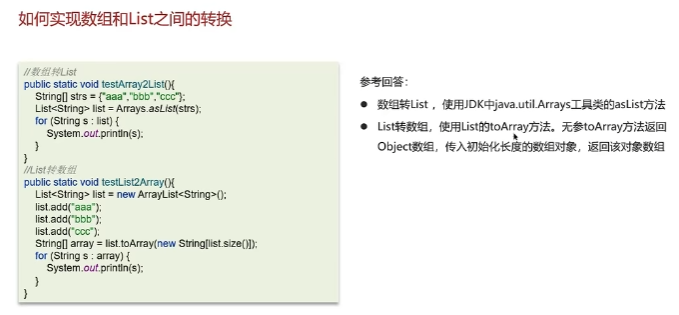 如何实现数组和List之间的转换
//数组转List
public static void testArray2List(){
String[] strs = {"aaa","bbb","ccc"};
List<String> list = Arrays.asList(strs);
for (String s : list) {
System.out.println(s);
}
}
//List转数组
public static void testList2Array(){
List<String> list = new ArrayList<String>();
list.add("aaa");
list.add("bbb");
list.add("ccc");
String[] array = list.toArray(new String[list.size()]);
for (String s : array) {
System.out.println(s);
}
}
参考回答：
● 数组转List ，使用JDK中java.util.Arrays工具类的asList方法
● List转数组，使用List的toArray方法。无参toArray方法返回
Object数组，传入初始化长度的数组对象，返回该对象数组